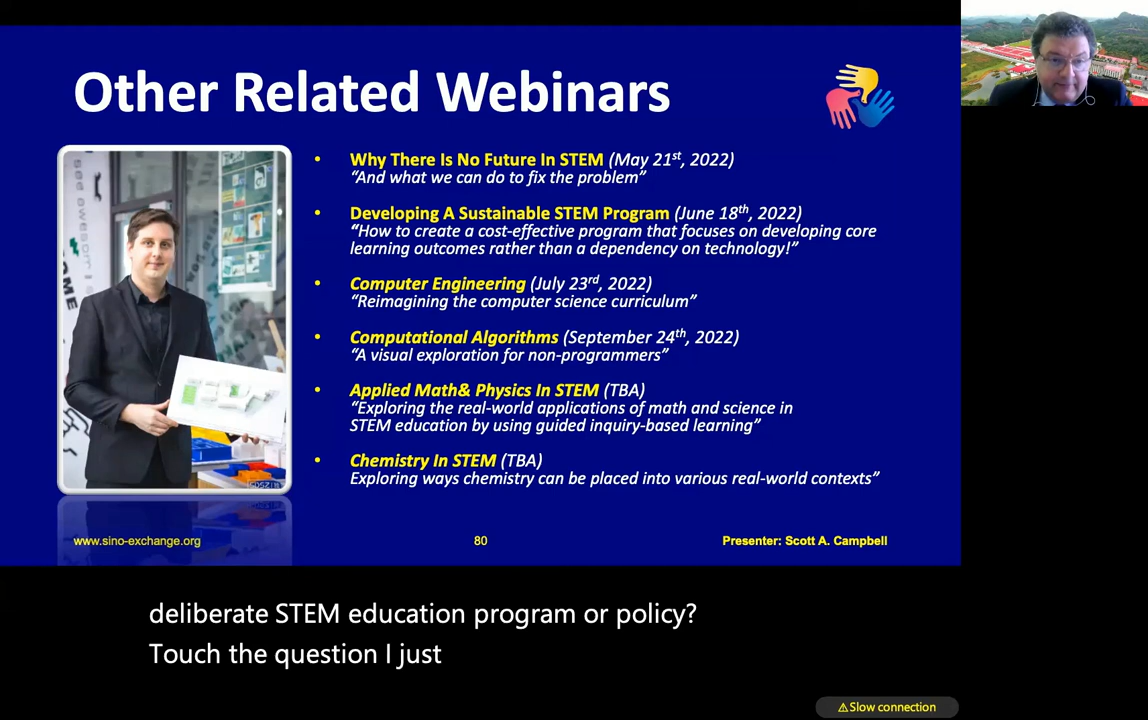 Other Related Webinars
• Why There Is No Future In STEM (May 21st, 2022)
“And what we can do to fix the problem”
• Developing A Sustainable STEM Program (June 18th, 2022)
“How to create a cost-effective program that focuses on developing core
learning outcomes rather than a dependency on technology!”
• Computer Engineering (July 23rd, 2022)
“Reimagining the computer science curriculum”
• Computational Algorithms (September 24th, 2022)
“A visual exploration for non-programmers”
• Applied Math& Physics In STEM (TBA)
“Exploring the real-world applications of math and science in
STEM education by using guided inquiry-based learning”
• Chemistry In STEM (TBA)
Exploring ways chemistry can be placed into various real-world contexts”
www.sino-exchange.org
80
Presenter: Scott A. Campbell
deliberate STEM education program or policy?
Touch the question I just
⚠Slow connection